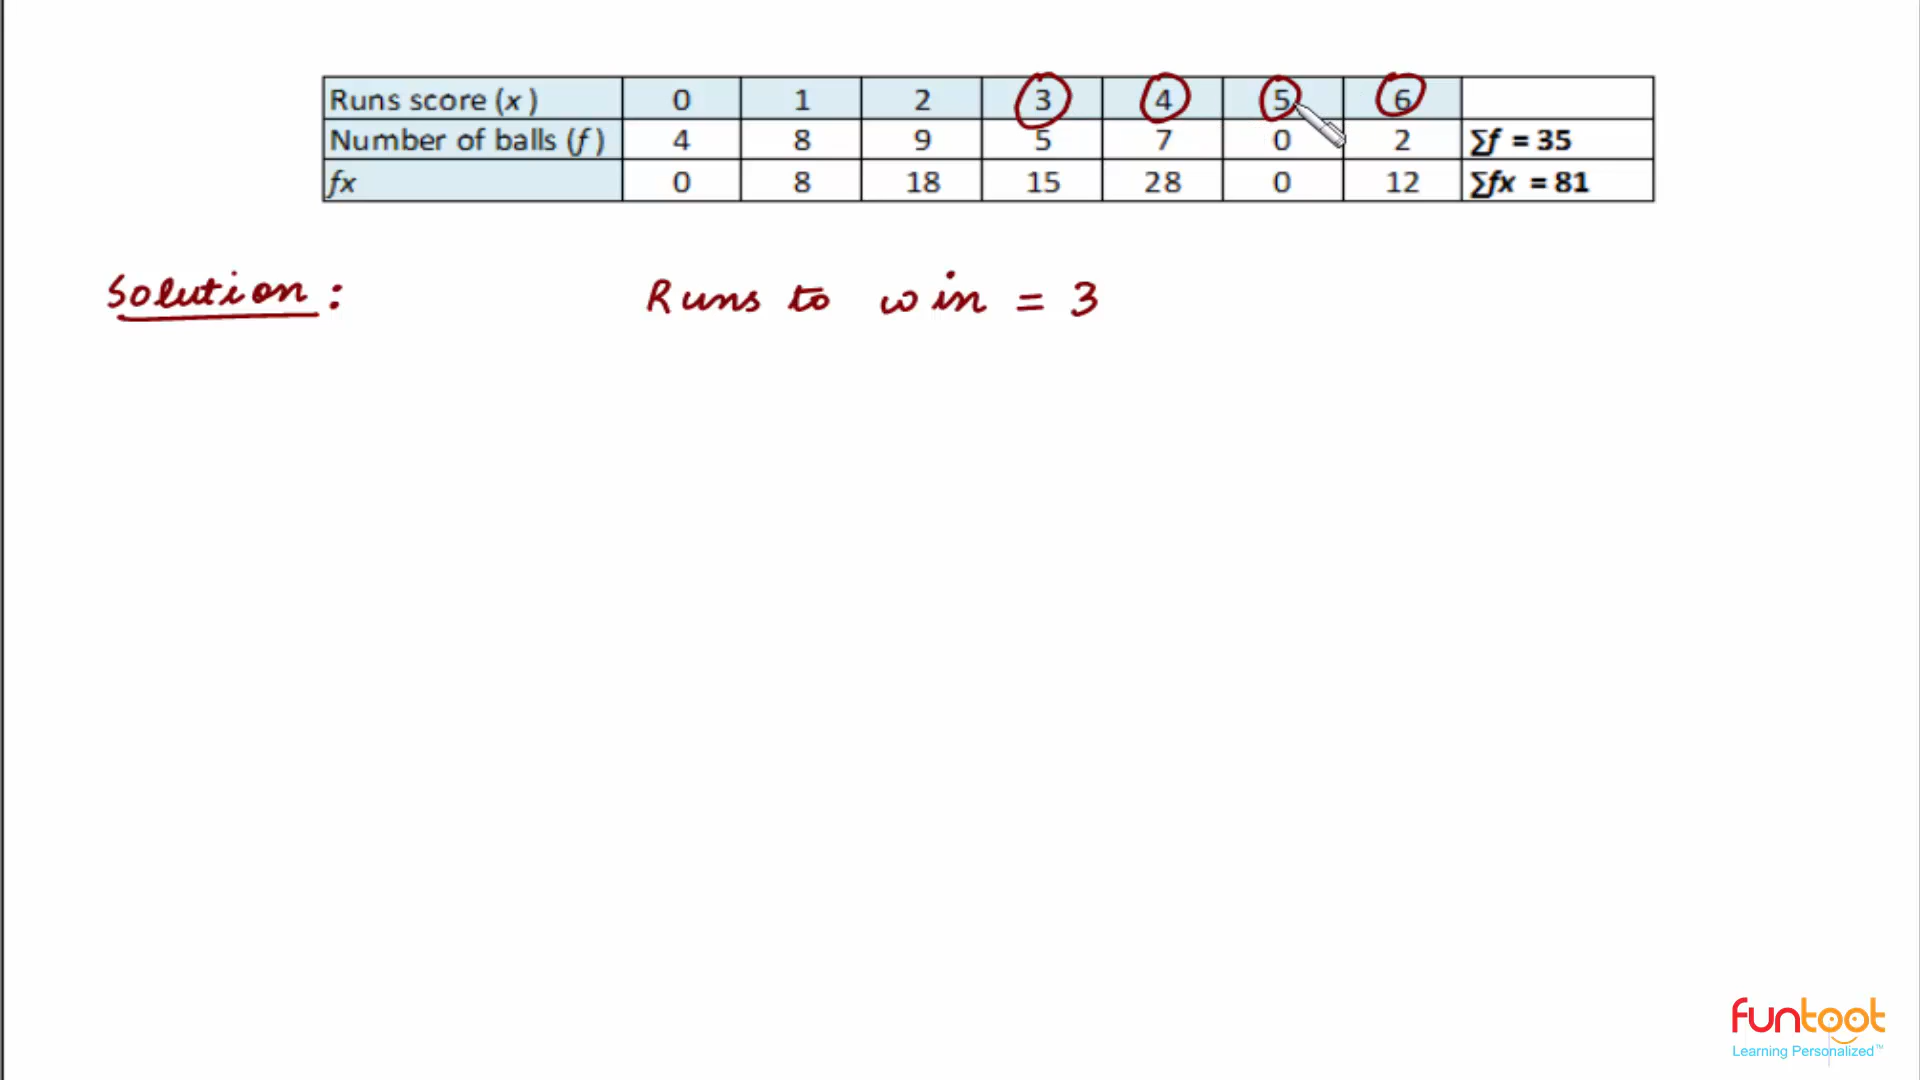 Runs score (x) 0 1 2 3 4 5 6
Number of balls (f) 4 8 9 5 7 0 2 ∑f = 35
fx 0 8 18 15 28 0 12 ∑fx = 81
Solution: Runs to win = 3
funtoot
Learning Personalized™